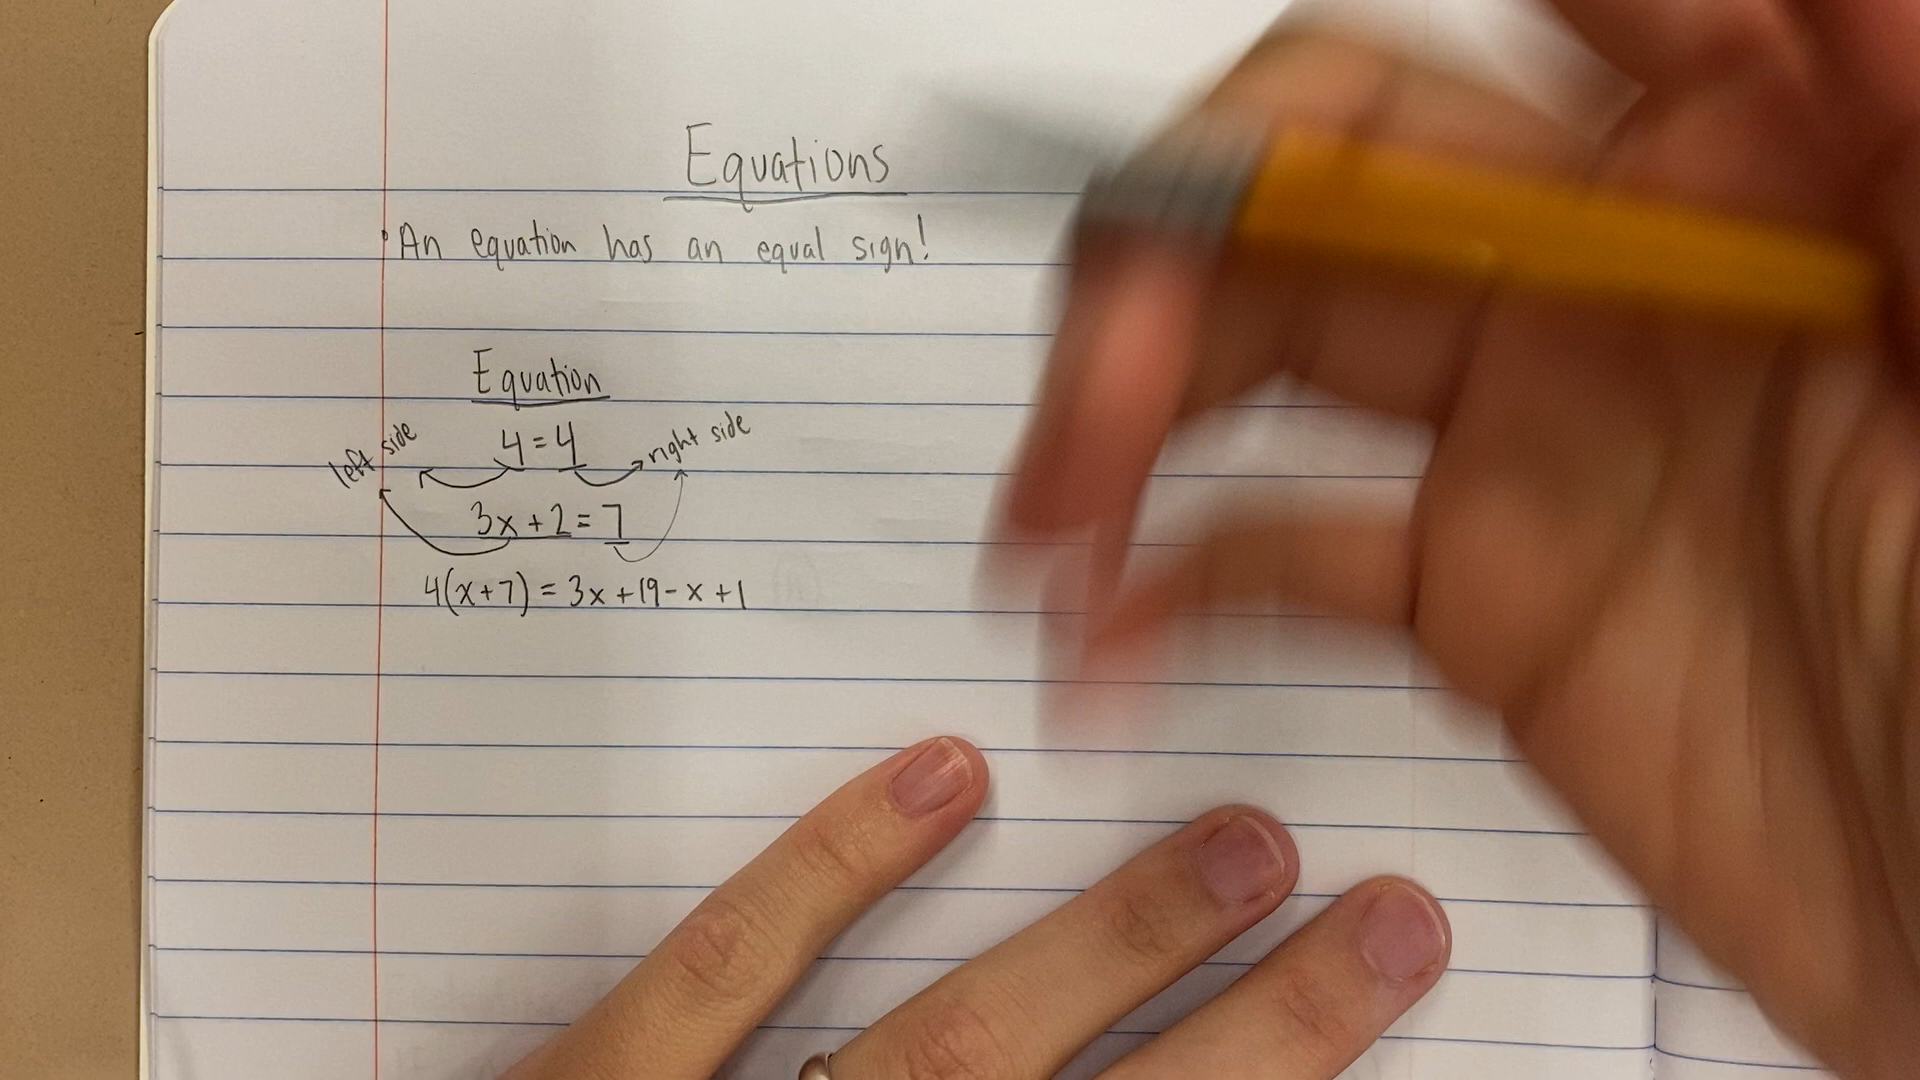 Equations
• An equation has an equal sign!
Equation
left side 4 = 4 right side
3x + 2 = 7
4(x+7) = 3x + 19 - x + 1